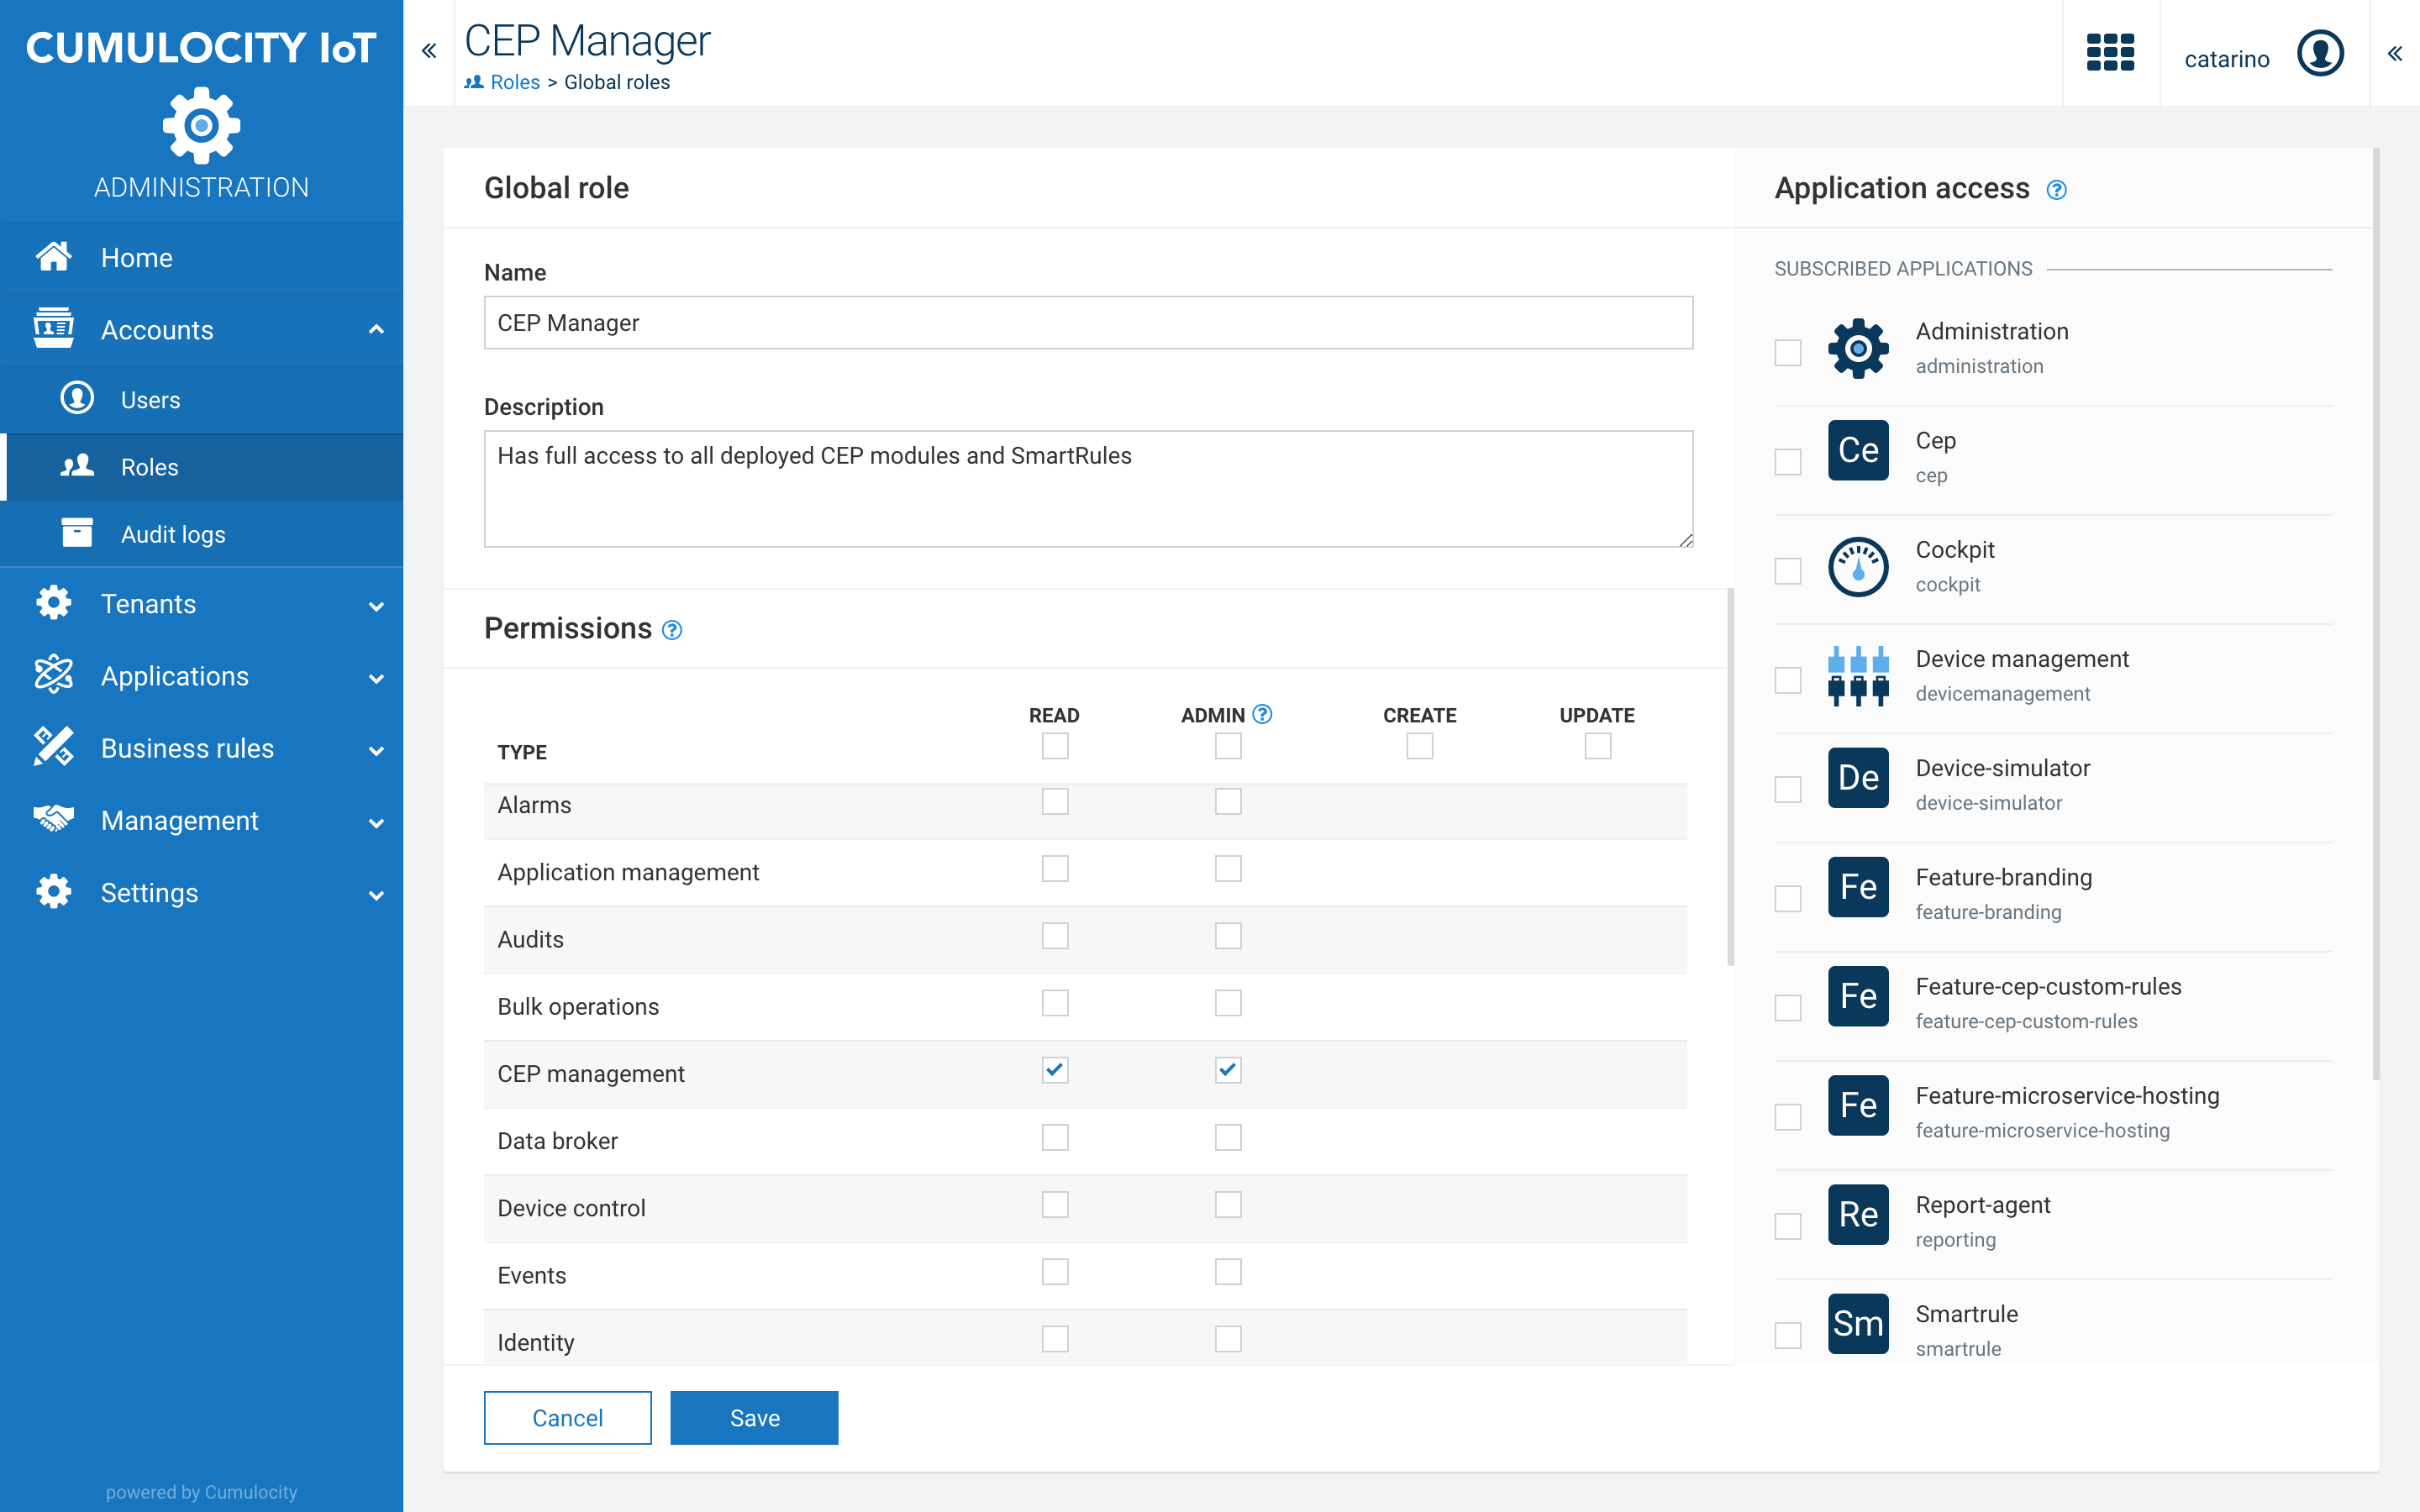 CUMULOCITY IoT
ADMINISTRATION
Home
Accounts
Users
Roles
Audit logs
Tenants
Applications
Business rules
Management
Settings
powered by Cumulocity
CEP Manager
Roles > Global roles
catarino
Global role
Name
CEP Manager
Description
Has full access to all deployed CEP modules and SmartRules
Permissions ?
TYPE READ ADMIN ? CREATE UPDATE
Alarms
Application management
Audits
Bulk operations
CEP management
Data broker
Device control
Events
Identity
Cancel Save
Application access ?
SUBSCRIBED APPLICATIONS
Administration
administration
Ce Cep
cep
Cockpit
cockpit
Device management
devicemanagement
De Device-simulator
device-simulator
Fe Feature-branding
feature-branding
Fe Feature-cep-custom-rules
feature-cep-custom-rules
Fe Feature-microservice-hosting
feature-microservice-hosting
Re Report-agent
reporting
Sm Smartrule
smartrule